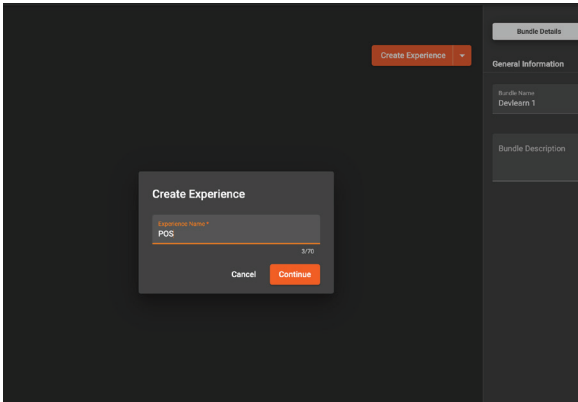 Bundle Details
Create Experience
General Information
Bundle Name
Devlearn 1
Bundle Description
Create Experience
Experience Name *
POS
3/70
Cancel
Continue